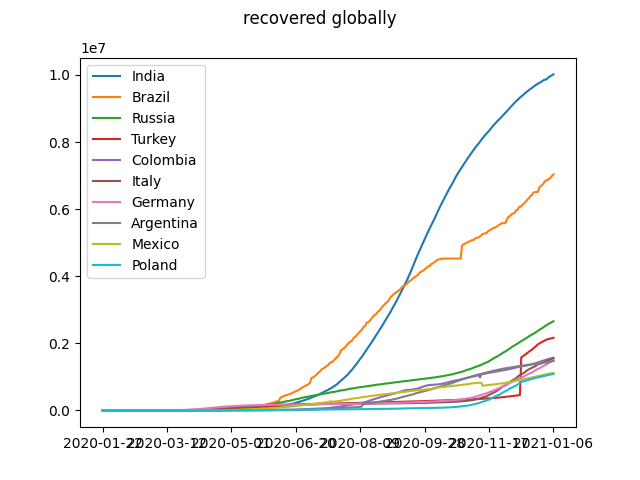 recovered globally
1e7
1.0
0.8
0.6
0.4
0.2
0.0
India
Brazil
Russia
Turkey
Colombia
Italy
Germany
Argentina
Mexico
Poland
2020-01-22 2020-03-12 2020-05-01 2020-06-20 2020-08-09 2020-09-28 2020-11-17 2021-01-06